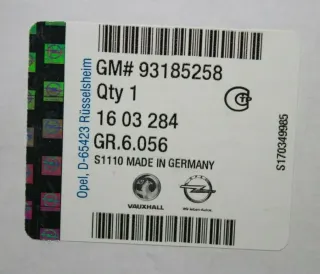 GM# 93185258
Qty 1
16 03 284
GR.6.056
S1110 MADE IN GERMANY
VAUXHALL
Opel, D-65423 Rüsselsheim
S170349985